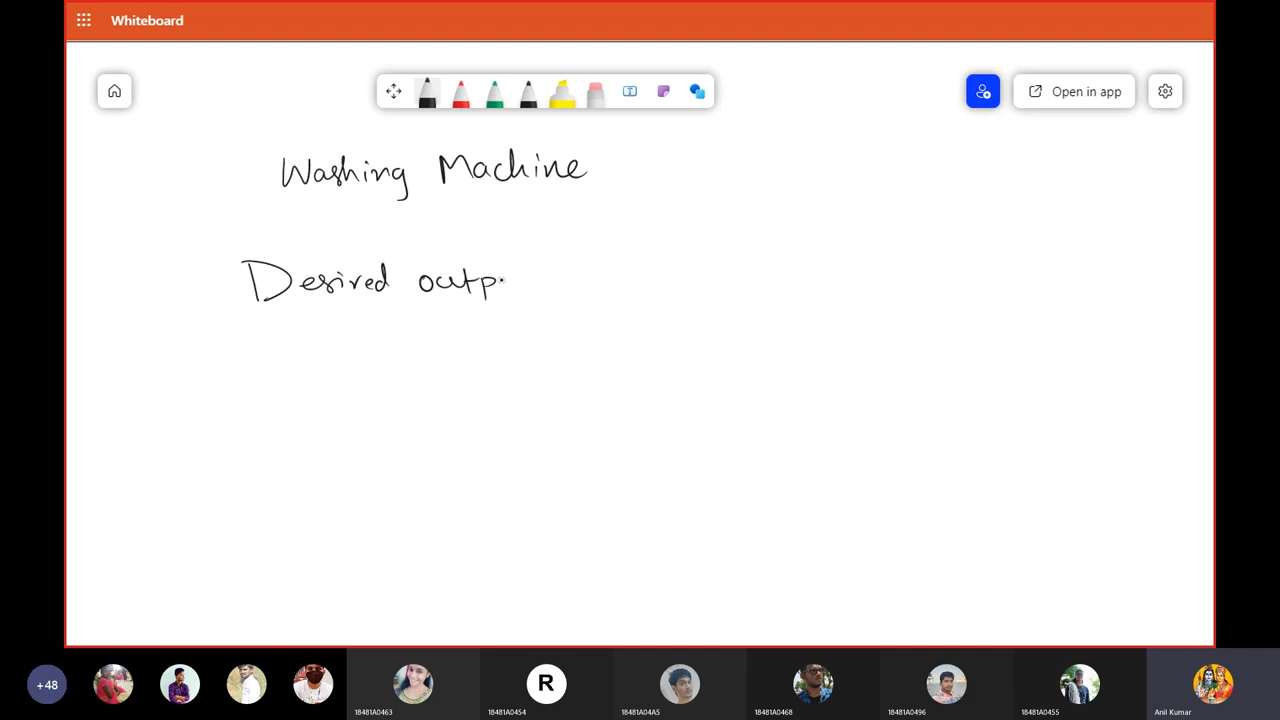 Whiteboard
Open in app
Washing Machine
Desired outp
+48
R
18481A0463
18481A0454
18481A04A5
18481A0468
18481A0496
18481A0455
Anil Kumar